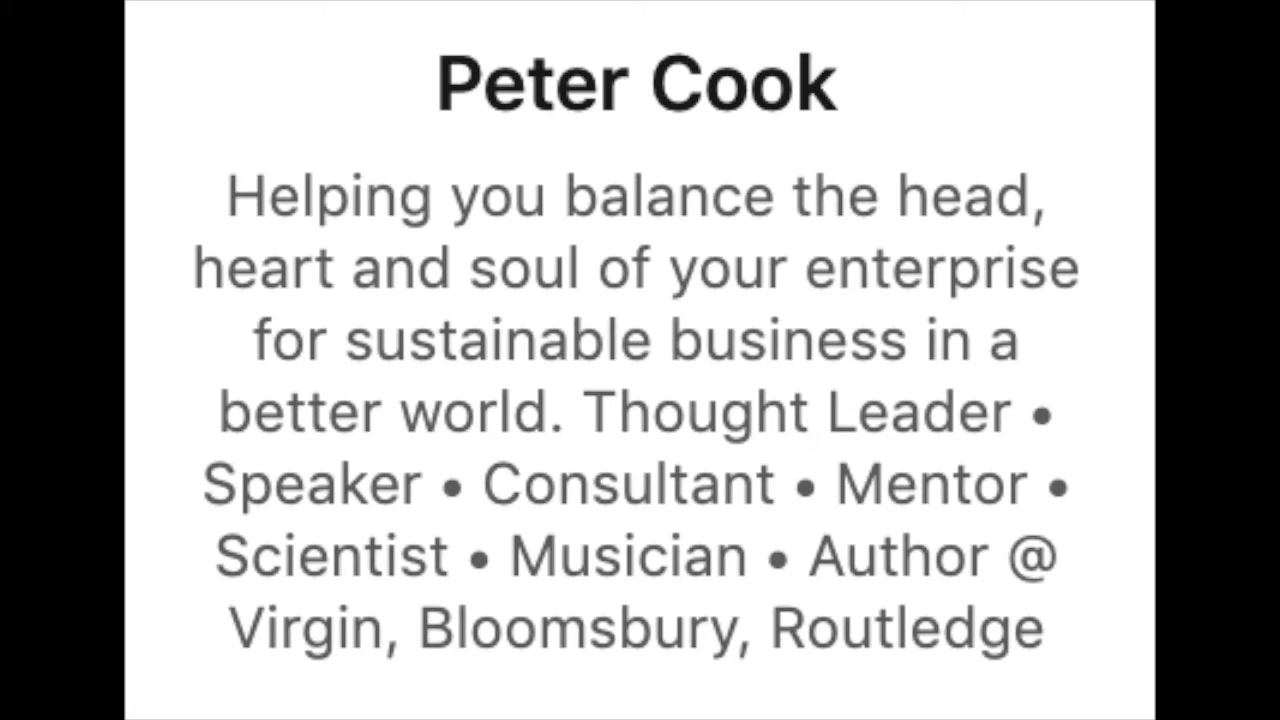 Peter Cook
Helping you balance the head,
heart and soul of your enterprise
for sustainable business in a
better world. Thought Leader •
Speaker • Consultant • Mentor •
Scientist • Musician • Author @
Virgin, Bloomsbury, Routledge